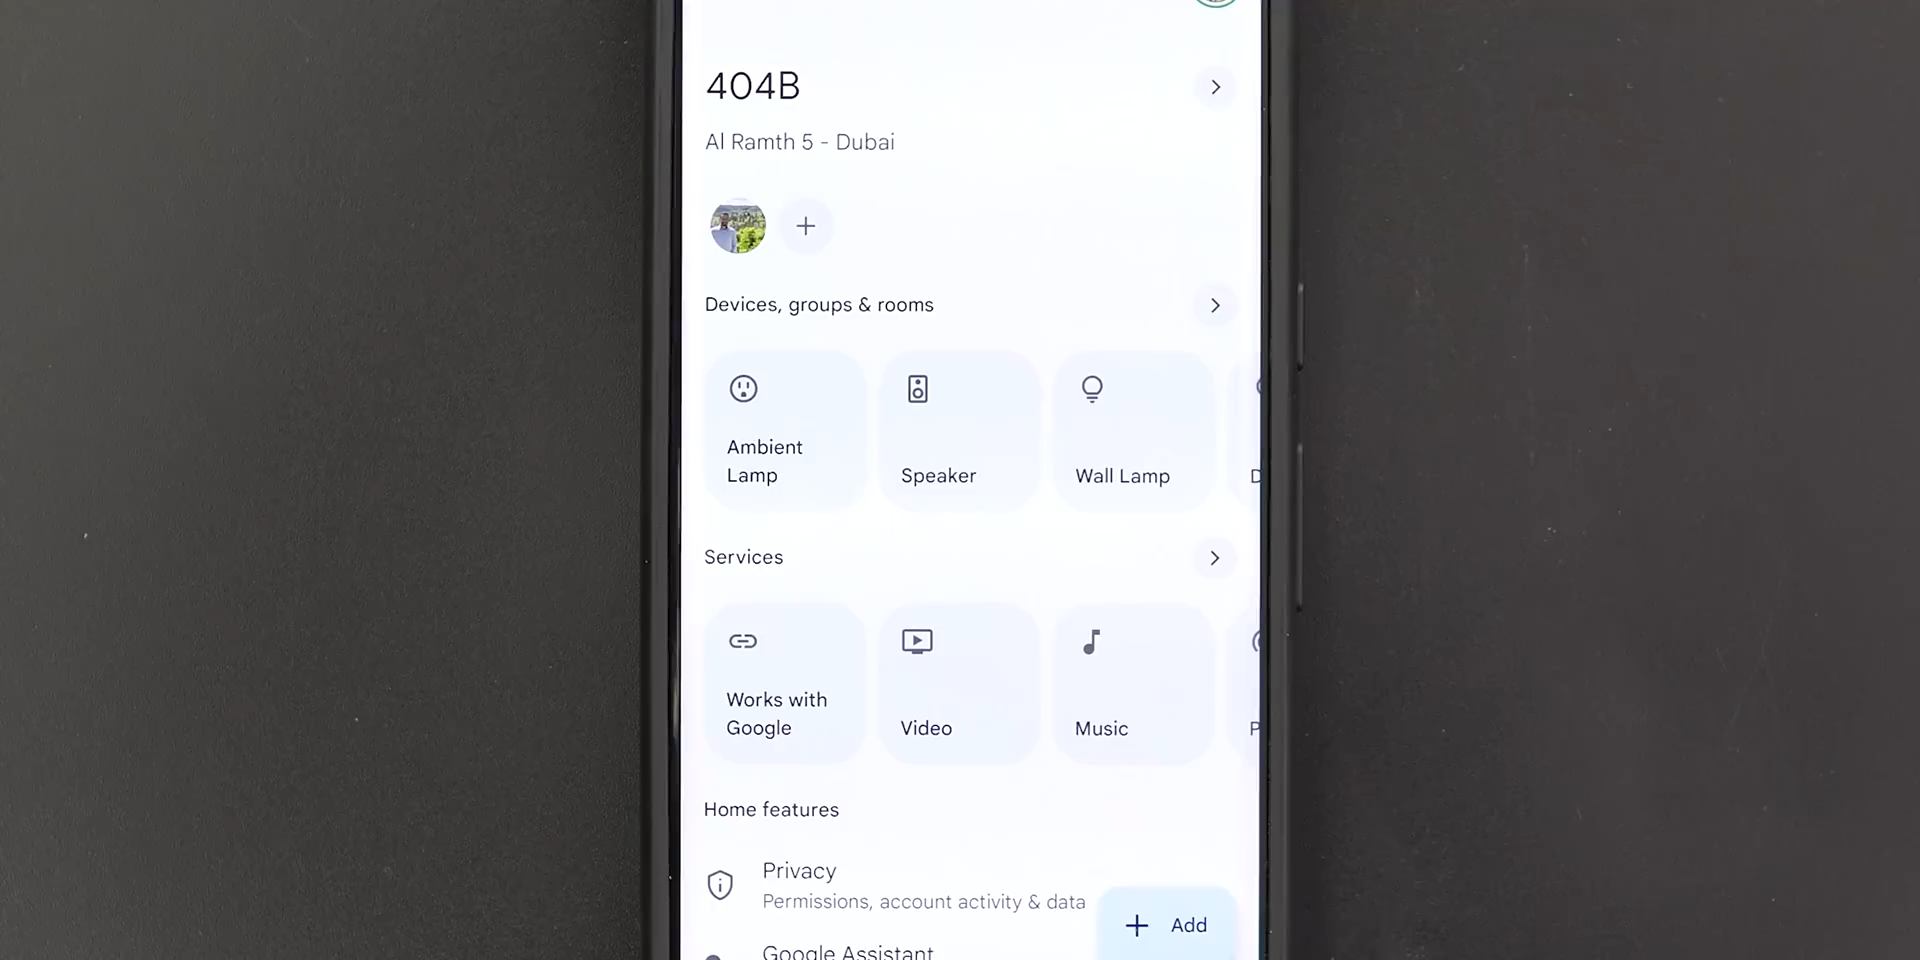 404B
Al Ramth 5 - Dubai
Devices, groups & rooms
Ambient
Lamp
Speaker
Wall Lamp
Services
Works with
Google
Video
Music
Home features
Privacy
Permissions, account activity & data
Add
Google Assistant